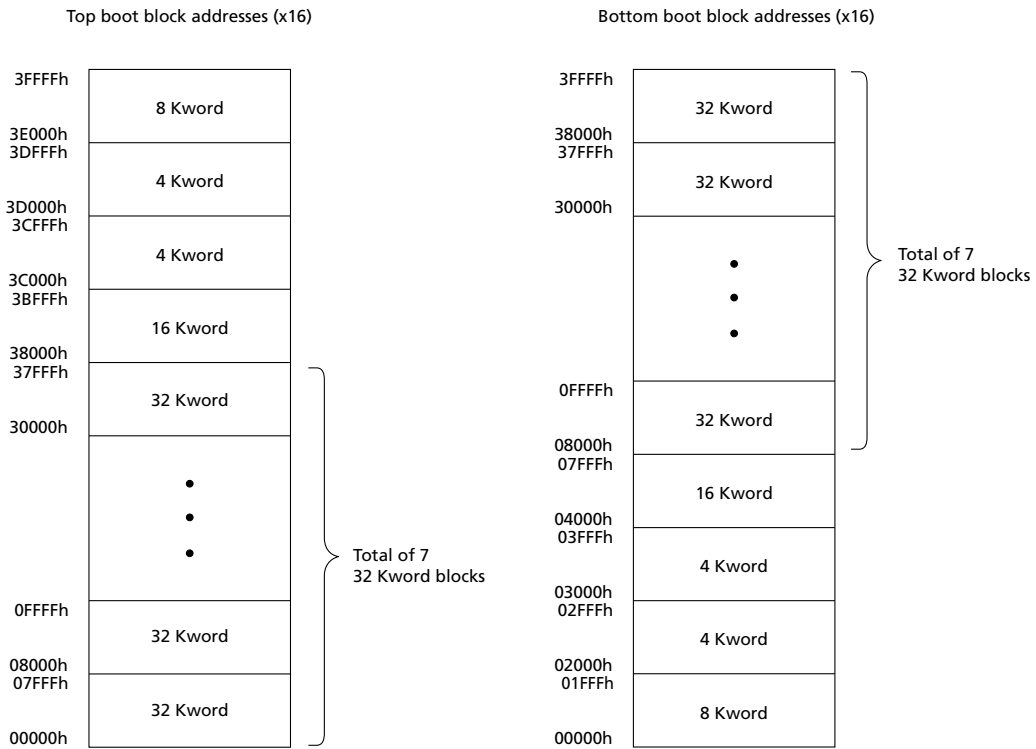 Top boot block addresses (x16)
3FFFFh
8 Kword
3E000h
3DFFFh
4 Kword
3D000h
3CFFFh
4 Kword
3C000h
3BFFFh
16 Kword
38000h
37FFFh
32 Kword
30000h
Total of 7
32 Kword blocks
0FFFFh
32 Kword
08000h
07FFFh
32 Kword
00000h
Bottom boot block addresses (x16)
3FFFFh
32 Kword
38000h
37FFFh
32 Kword
30000h
Total of 7
32 Kword blocks
0FFFFh
32 Kword
08000h
07FFFh
16 Kword
04000h
03FFFh
4 Kword
03000h
02FFFh
4 Kword
02000h
01FFFh
8 Kword
00000h